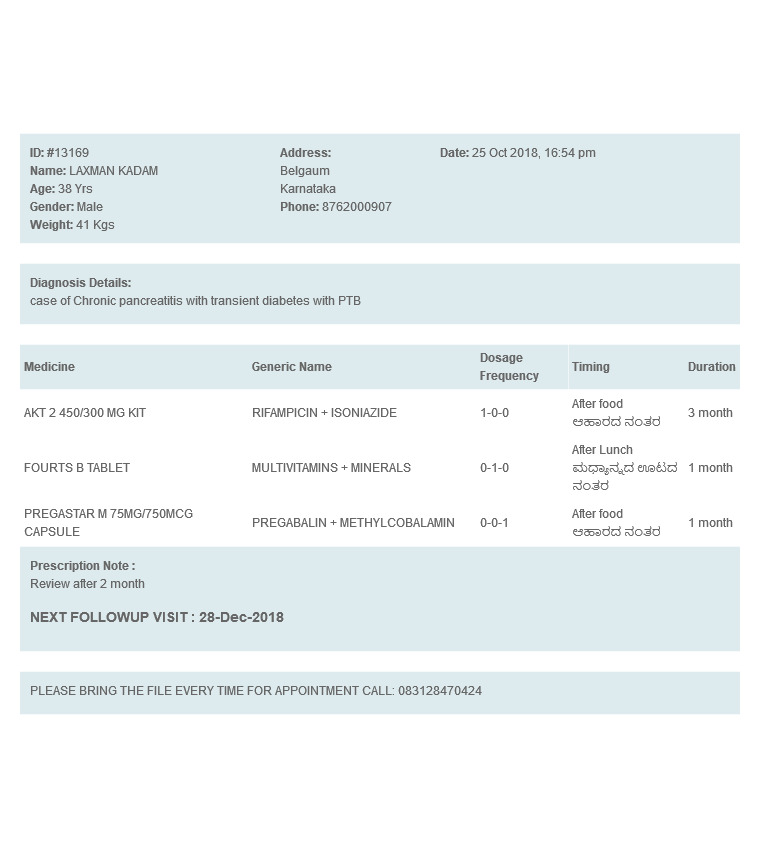 ID: #13169
Name: LAXMAN KADAM
Age: 38 Yrs
Gender: Male
Weight: 41 Kgs
Address:
Belgaum
Karnataka
Phone: 8762000907
Date: 25 Oct 2018, 16:54 pm
Diagnosis Details:
case of Chronic pancreatitis with transient diabetes with PTB
Medicine
Generic Name
Dosage
Frequency
Timing
Duration
AKT 2 450/300 MG KIT
RIFAMPICIN + ISONIAZIDE
1-0-0
After food
ಆಹಾರದ ನಂತರ
3 month
FOURTS B TABLET
MULTIVITAMINS + MINERALS
0-1-0
After Lunch
ಮಧ್ಯಾನ್ನದ ಊಟದ
ನಂತರ
1 month
PREGASTAR M 75MG/750MCG
CAPSULE
PREGABALIN + METHYLCOBALAMIN
0-0-1
After food
ಆಹಾರದ ನಂತರ
1 month
Prescription Note :
Review after 2 month
NEXT FOLLOWUP VISIT : 28-Dec-2018
PLEASE BRING THE FILE EVERY TIME FOR APPOINTMENT CALL: 083128470424